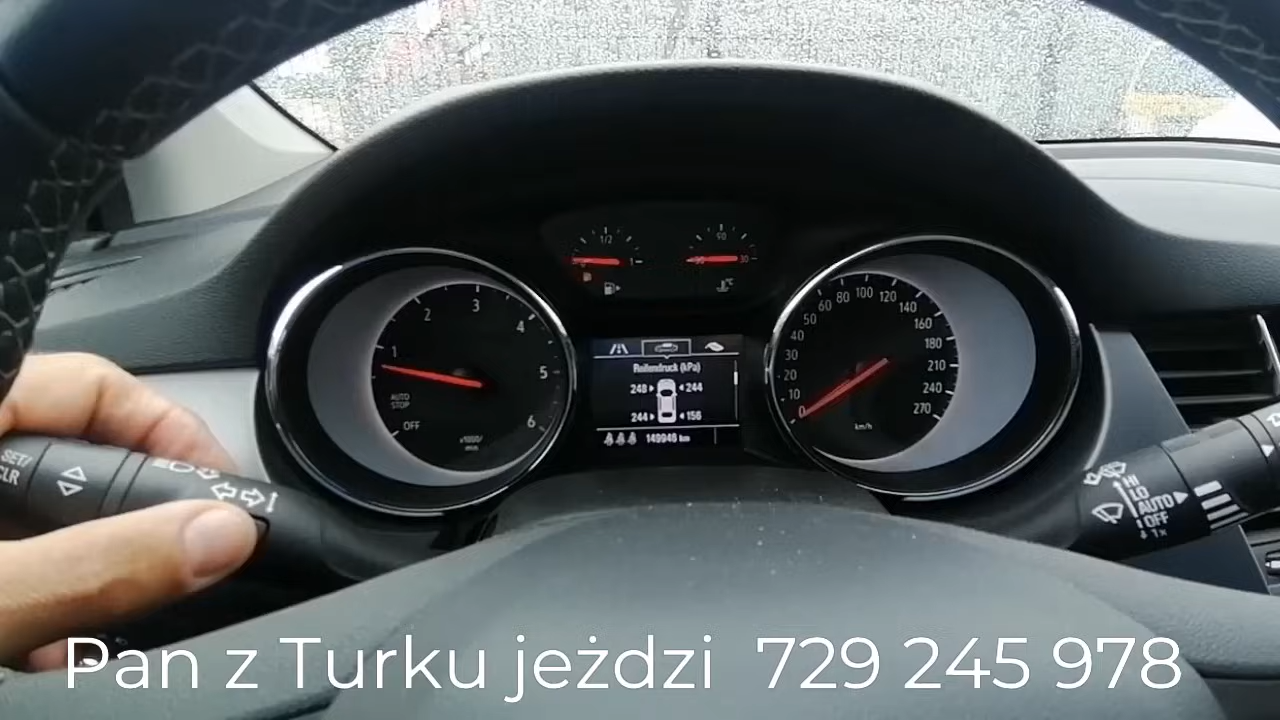 1/2
1
90
30
1
2
3
4
5
6
AUTO
STOP
OFF
x1000/
min
Reifendruck (kPa)
248 244
244 156
149946 km
0
10
20
30
40
50
60
80
100
120
140
160
180
210
240
270
km/h
SET/
CLR
HI
LO
AUTO
OFF
1x
Pan z Turku jeździ 729 245 978